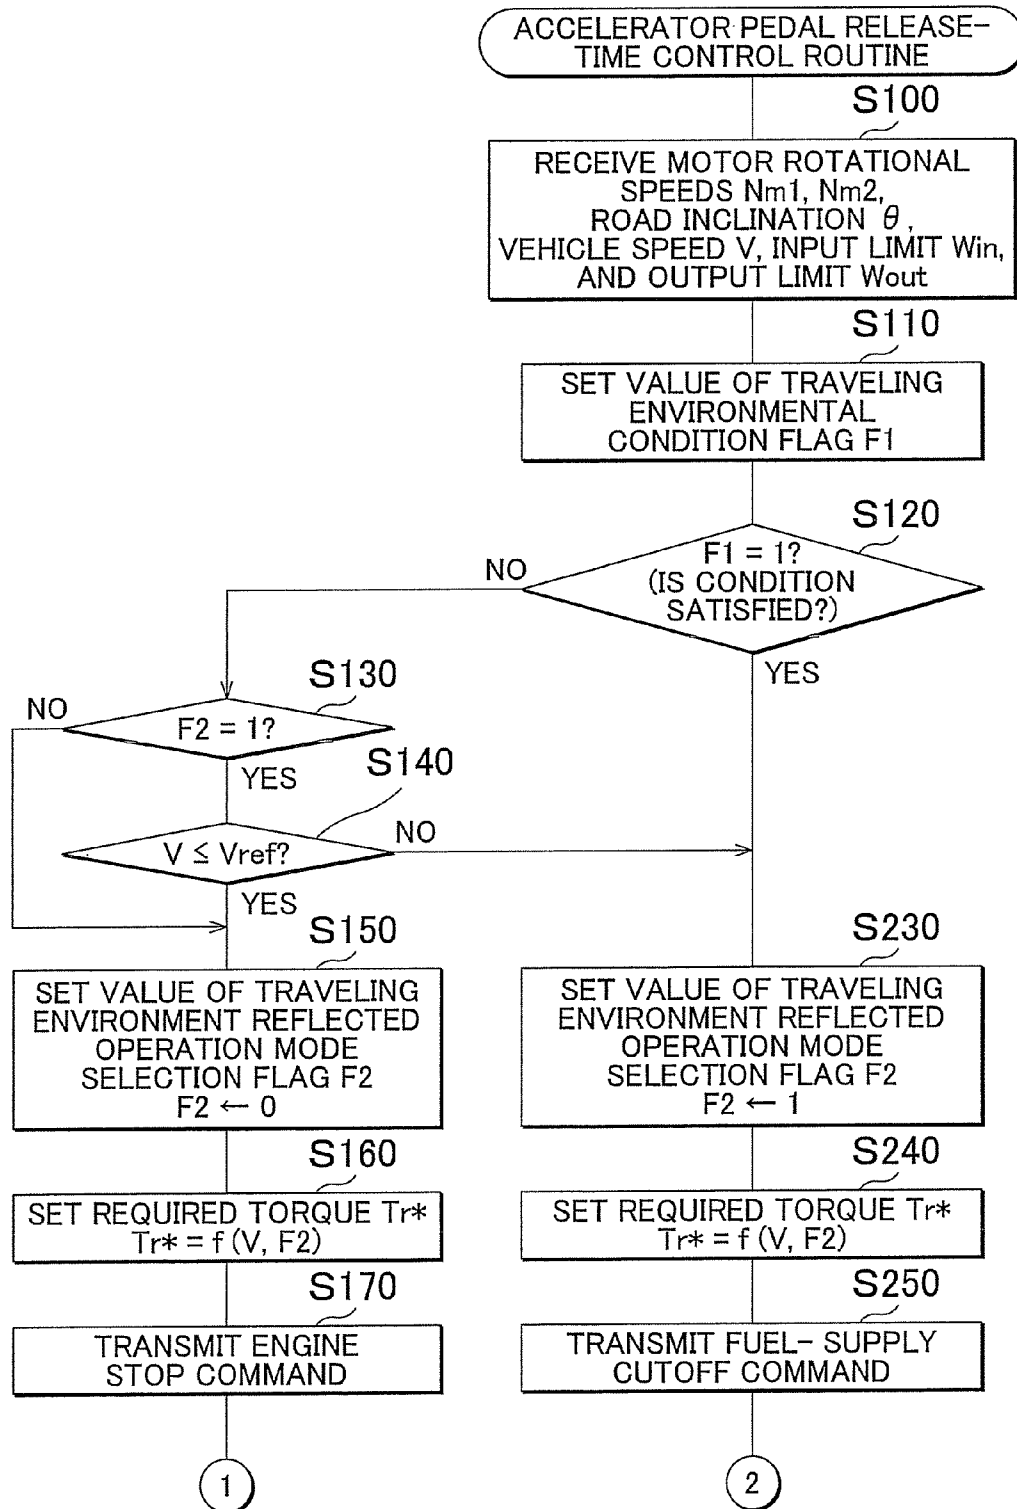 ACCELERATOR PEDAL RELEASE-
TIME CONTROL ROUTINE
S100
RECEIVE MOTOR ROTATIONAL
SPEEDS Nm1, Nm2,
ROAD INCLINATION θ,
VEHICLE SPEED V, INPUT LIMIT Win,
AND OUTPUT LIMIT Wout
S110
SET VALUE OF TRAVELING
ENVIRONMENTAL
CONDITION FLAG F1
S120
F1 = 1?
(IS CONDITION
SATISFIED?)
NO
YES
S130
F2 = 1?
NO
YES
S140
V ≤ Vref?
NO
YES
S150
SET VALUE OF TRAVELING
ENVIRONMENT REFLECTED
OPERATION MODE
SELECTION FLAG F2
F2 ← 0
S160
SET REQUIRED TORQUE Tr*
Tr* = f (V, F2)
S170
TRANSMIT ENGINE
STOP COMMAND
1
S230
SET VALUE OF TRAVELING
ENVIRONMENT REFLECTED
OPERATION MODE
SELECTION FLAG F2
F2 ← 1
S240
SET REQUIRED TORQUE Tr*
Tr* = f (V, F2)
S250
TRANSMIT FUEL- SUPPLY
CUTOFF COMMAND
2